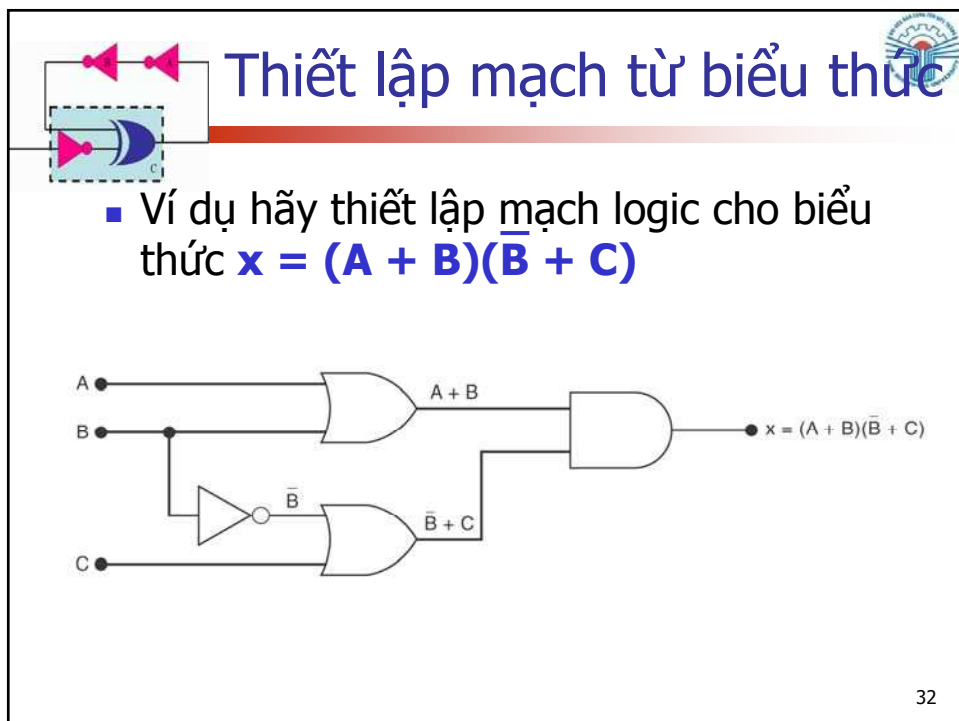 Thiết lập mạch từ biểu thức
B
A
C
■ Ví dụ hãy thiết lập mạch logic cho biểu
thức x = (A + B)(B̅ + C)
A
A + B
B
x = (A + B)(B̅ + C)
B̅
B̅ + C
C
32